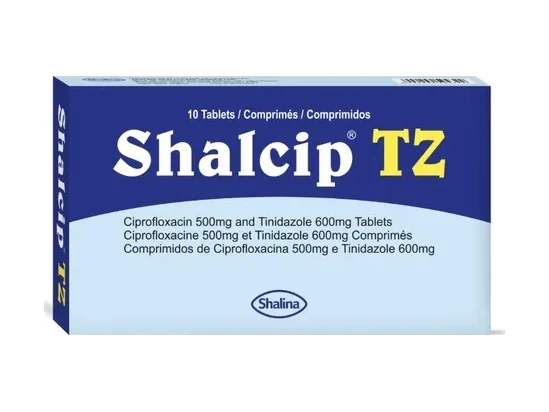 10 Tablets / Comprimés / Comprimidos
Shalcip® TZ
Ciprofloxacin 500mg and Tinidazole 600mg Tablets
Ciprofloxacine 500mg et Tinidazole 600mg Comprimés
Comprimidos de Ciprofloxacina 500mg e Tinidazole 600mg
Shalina
Shalcip TZ